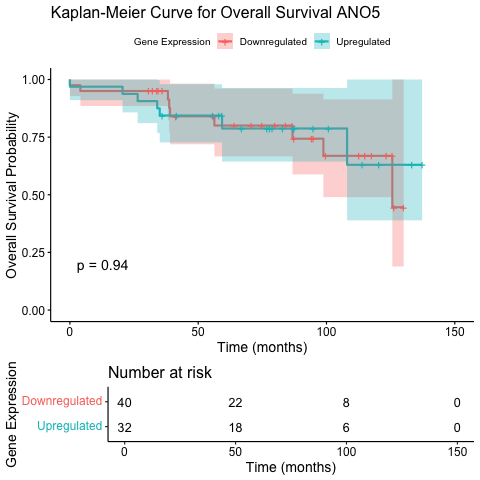 Kaplan-Meier Curve for Overall Survival ANO5
Gene Expression Downregulated Upregulated
Overall Survival Probability
1.00
0.75
0.50
0.25
0.00
p = 0.94
0 50 100 150
Time (months)
Number at risk
Gene Expression
Downregulated 40 22 8 0
Upregulated 32 18 6 0
0 50 100 150
Time (months)